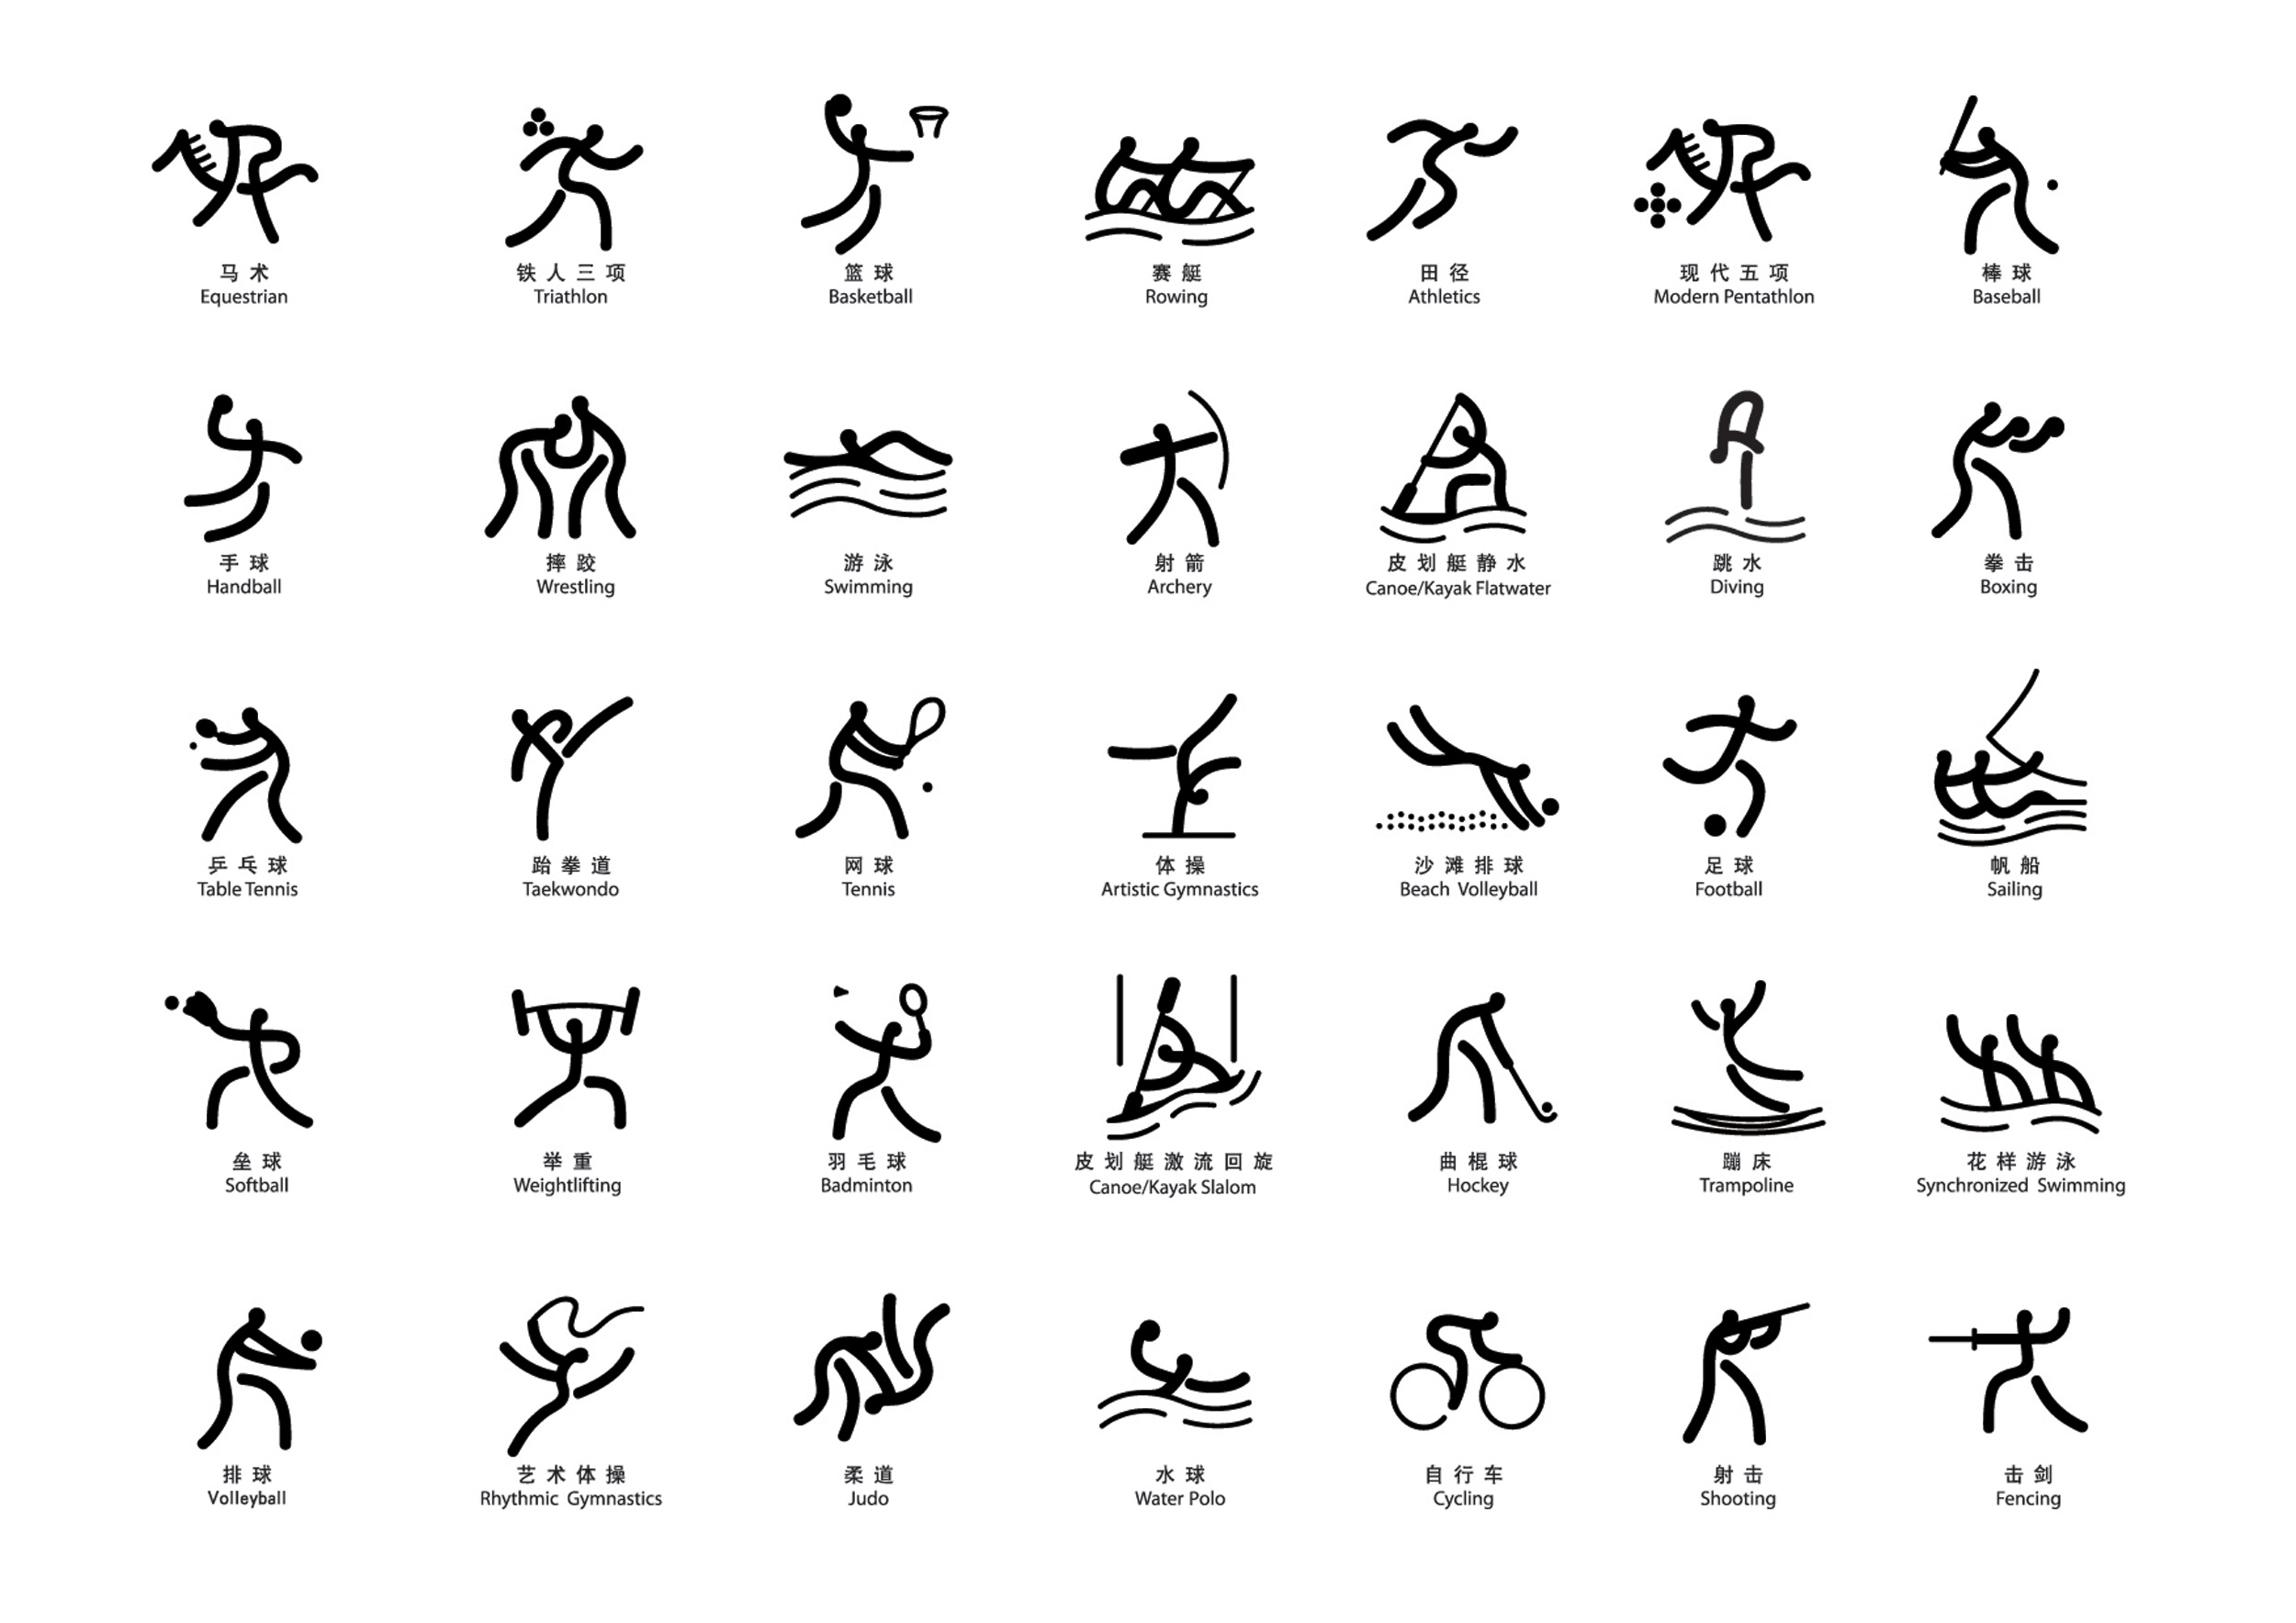 马术
Equestrian
铁人三项
Triathlon
篮球
Basketball
赛艇
Rowing
田径
Athletics
现代五项
Modern Pentathlon
棒球
Baseball
手球
Handball
摔跤
Wrestling
游泳
Swimming
射箭
Archery
皮划艇静水
Canoe/Kayak Flatwater
跳水
Diving
拳击
Boxing
乒乓球
Table Tennis
跆拳道
Taekwondo
网球
Tennis
体操
Artistic Gymnastics
沙滩排球
Beach Volleyball
足球
Football
帆船
Sailing
垒球
Softball
举重
Weightlifting
羽毛球
Badminton
皮划艇激流回旋
Canoe/Kayak Slalom
曲棍球
Hockey
蹦床
Trampoline
花样游泳
Synchronized Swimming
排球
Volleyball
艺术体操
Rhythmic Gymnastics
柔道
Judo
水球
Water Polo
自行车
Cycling
射击
Shooting
击剑
Fencing